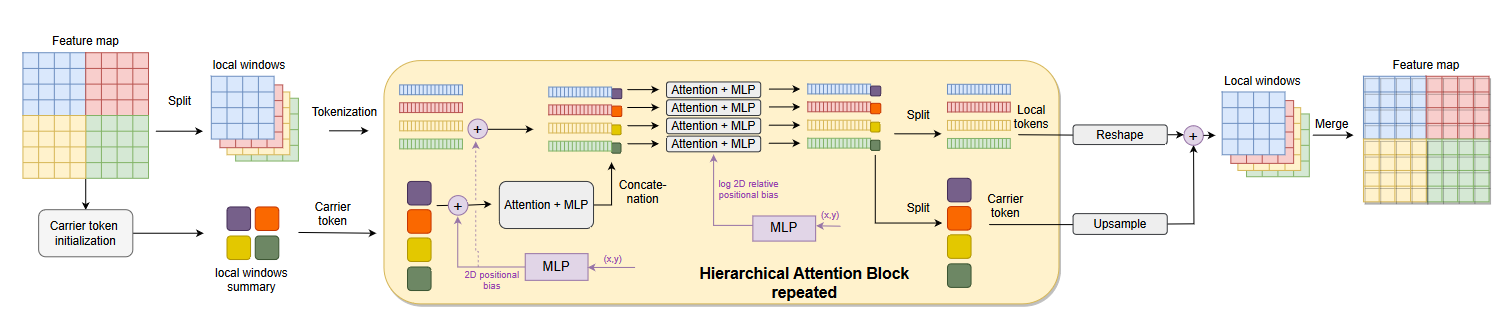 Feature map
Split
local windows
Tokenization
Carrier token
initialization
local windows
summary
Carrier
token
+
+
Attention + MLP
Concate-
nation
2D positional
bias
MLP
(x,y)
Attention + MLP
Attention + MLP
Attention + MLP
Attention + MLP
log 2D relative
positional bias
MLP
(x,y)
Hierarchical Attention Block
repeated
Split
Split
Local
tokens
Carrier
token
Reshape
Upsample
+
Local windows
Merge
Feature map